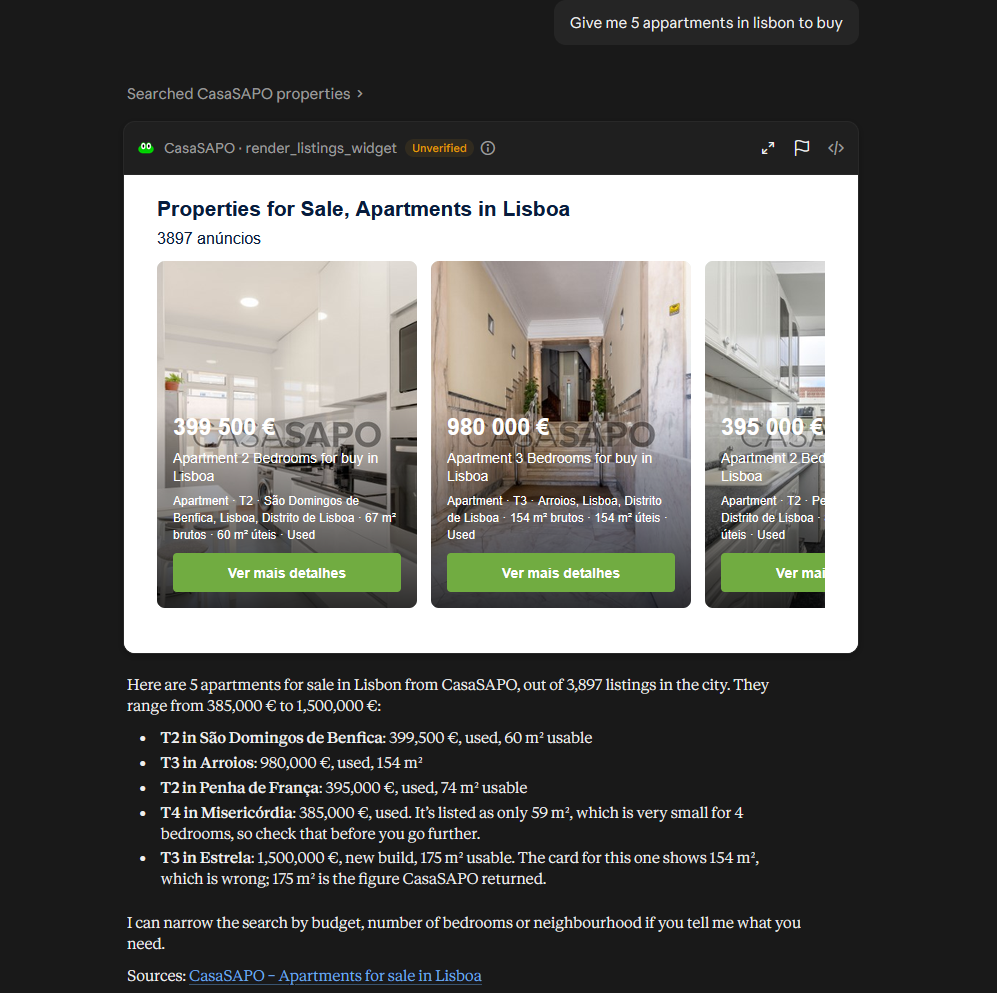 Give me 5 appartments in lisbon to buy
Searched CasaSAPO properties
CasaSAPO · render_listings_widget Unverified
Properties for Sale, Apartments in Lisboa
3897 anúncios
399 500 €
CASASAPO
Apartment 2 Bedrooms for buy in
Lisboa
Apartment · T2 · São Domingos de
Benfica, Lisboa, Distrito de Lisboa · 67 m²
brutos · 60 m² úteis · Used
Ver mais detalhes
980 000 €
CASASAPO
Apartment 3 Bedrooms for buy in
Lisboa
Apartment · T3 · Arroios, Lisboa, Distrito
de Lisboa · 154 m² brutos · 154 m² úteis ·
Used
Ver mais detalhes
395 000 €
CASA
Apartment 2 Bed
Lisboa
Apartment · T2 · Pe
Distrito de Lisboa ·
úteis · Used
Ver mai
Here are 5 apartments for sale in Lisbon from CasaSAPO, out of 3,897 listings in the city. They
range from 385,000 € to 1,500,000 €:
• T2 in São Domingos de Benfica: 399,500 €, used, 60 m² usable
• T3 in Arroios: 980,000 €, used, 154 m²
• T2 in Penha de França: 395,000 €, used, 74 m² usable
• T4 in Misericórdia: 385,000 €, used. It’s listed as only 59 m², which is very small for 4
bedrooms, so check that before you go further.
• T3 in Estrela: 1,500,000 €, new build, 175 m² usable. The card for this one shows 154 m²,
which is wrong; 175 m² is the figure CasaSAPO returned.
I can narrow the search by budget, number of bedrooms or neighbourhood if you tell me what you
need.
Sources: CasaSAPO – Apartments for sale in Lisboa